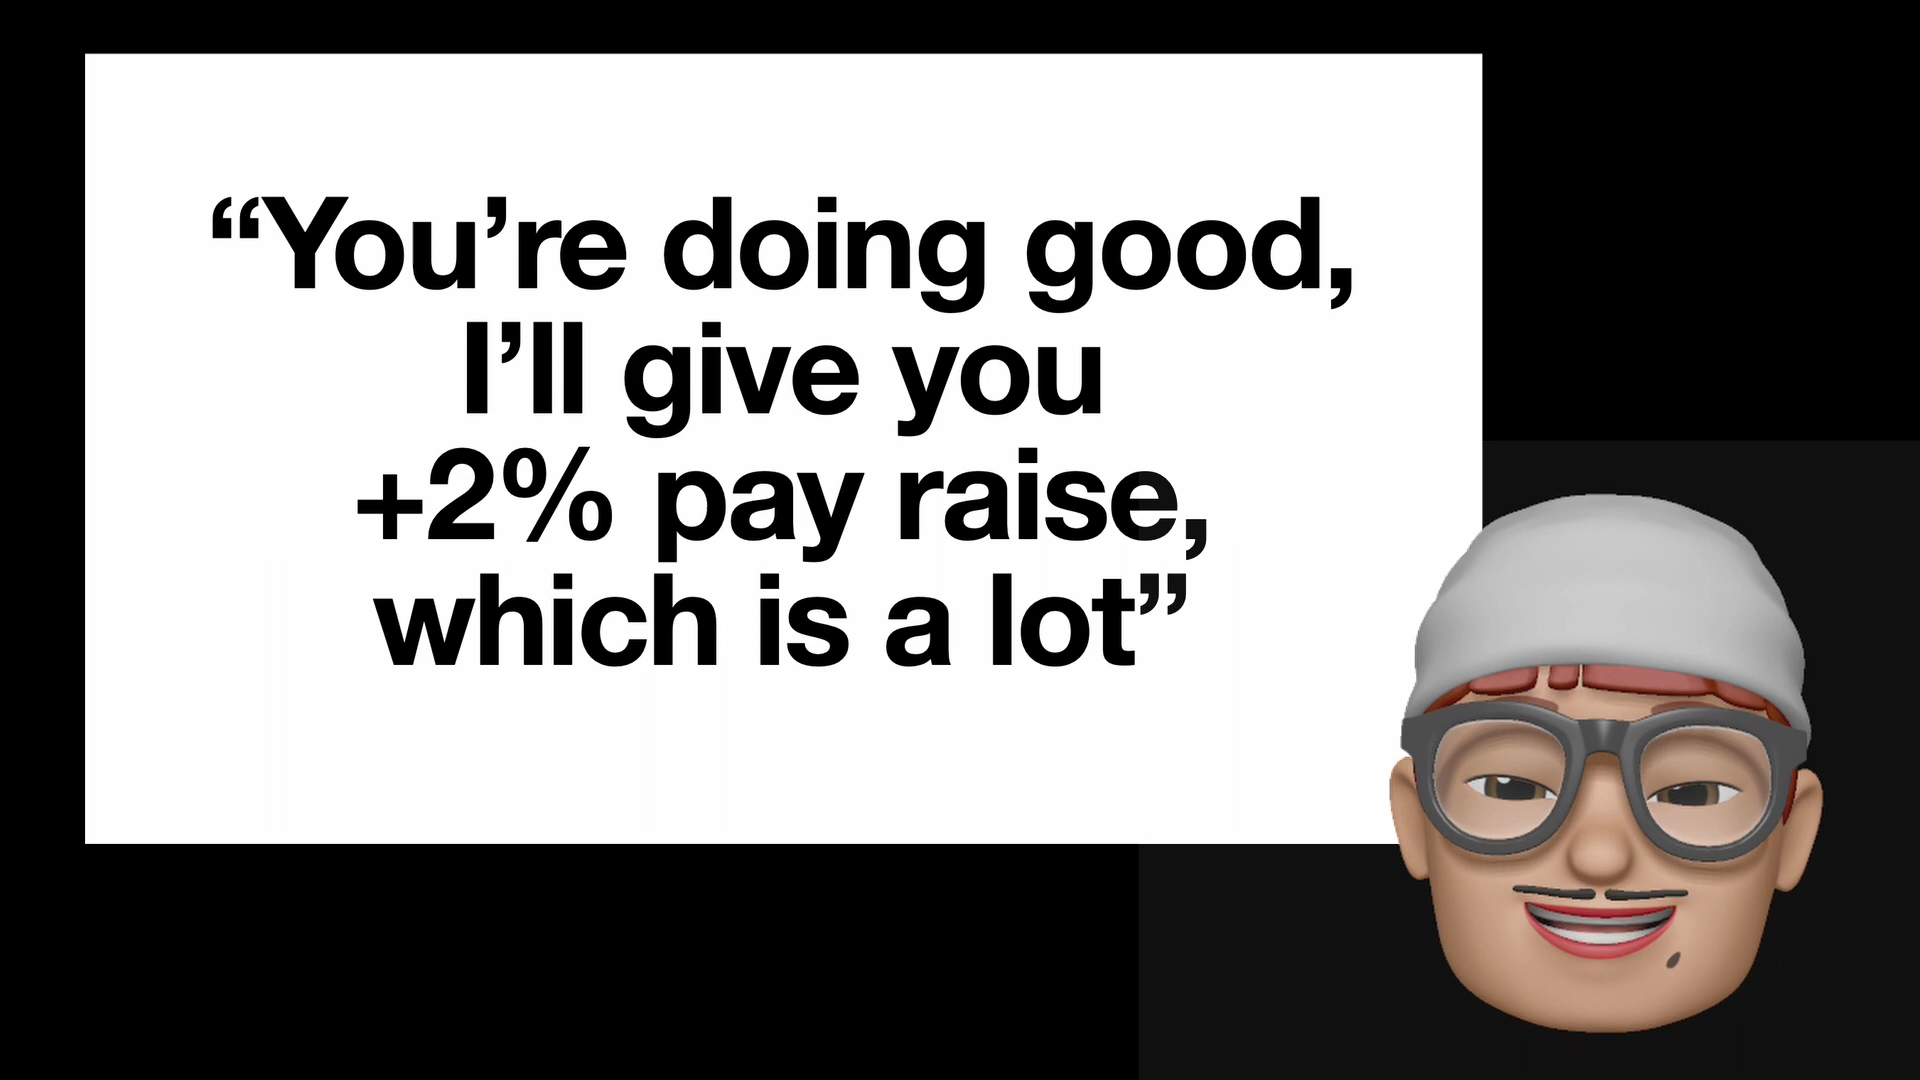 “You’re doing good,
I’ll give you
+2% pay raise,
which is a lot”